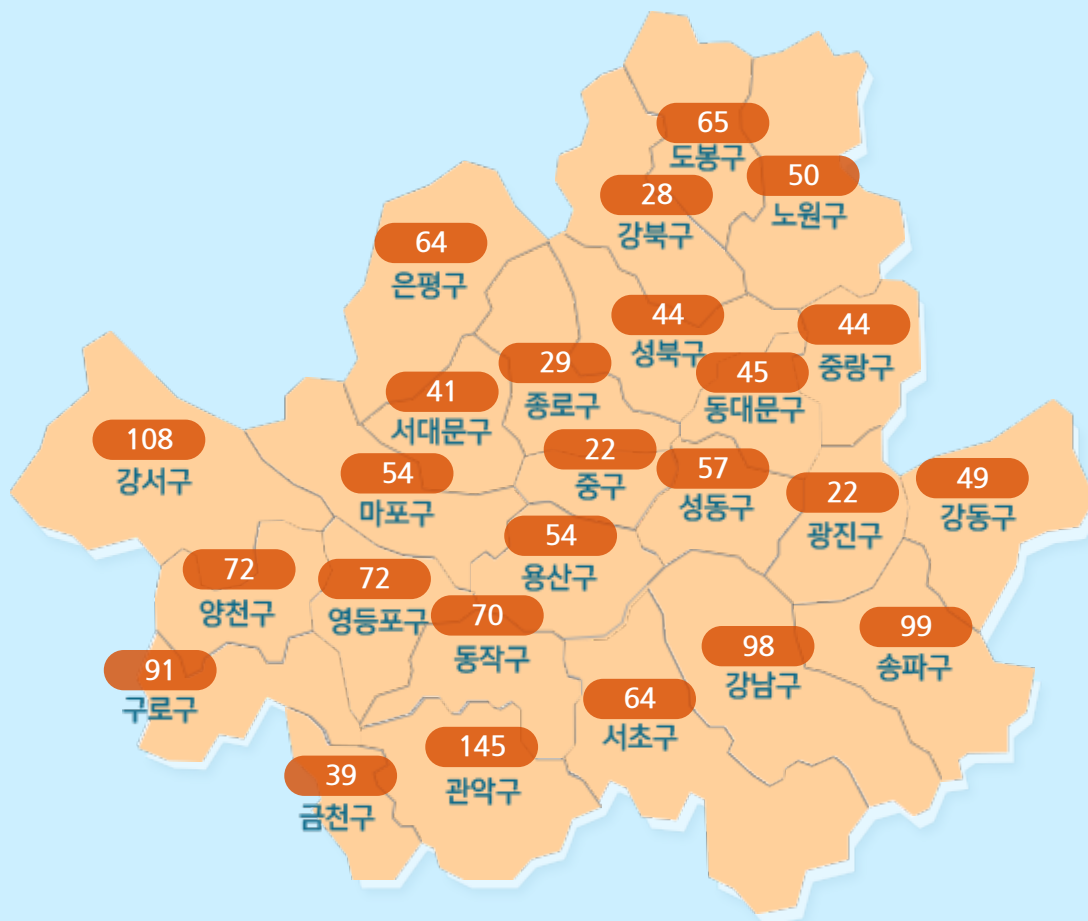 65
도봉구
50
노원구
28
강북구
64
은평구
44
성북구
44
중랑구
29
종로구
45
동대문구
41
서대문구
108
강서구
54
마포구
22
중구
57
성동구
22
광진구
49
강동구
54
용산구
72
양천구
72
영등포구
70
동작구
99
송파구
98
강남구
91
구로구
64
서초구
145
관악구
39
금천구